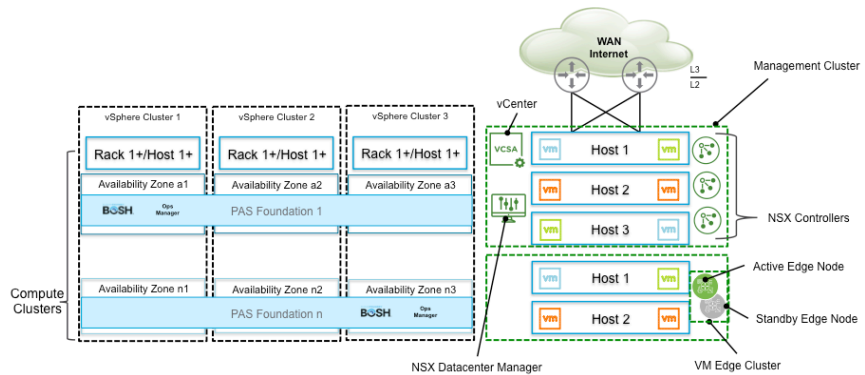 WAN
Internet
L3
L2
Management Cluster
vCenter
vSphere Cluster 1
vSphere Cluster 2
vSphere Cluster 3
VCSA
vm
Host 1
vm
Rack 1+/Host 1+
Rack 1+/Host 1+
Rack 1+/Host 1+
Availability Zone a1
Availability Zone a2
Availability Zone a3
vm
Host 2
vm
BOSH
Ops
Manager
PAS Foundation 1
NSX Controllers
vm
Host 3
vm
Active Edge Node
vm
Host 1
vm
Compute
Clusters
Availability Zone n1
Availability Zone n2
Availability Zone n3
PAS Foundation n
BOSH
Ops
Manager
vm
Host 2
vm
Standby Edge Node
NSX Datacenter Manager
VM Edge Cluster